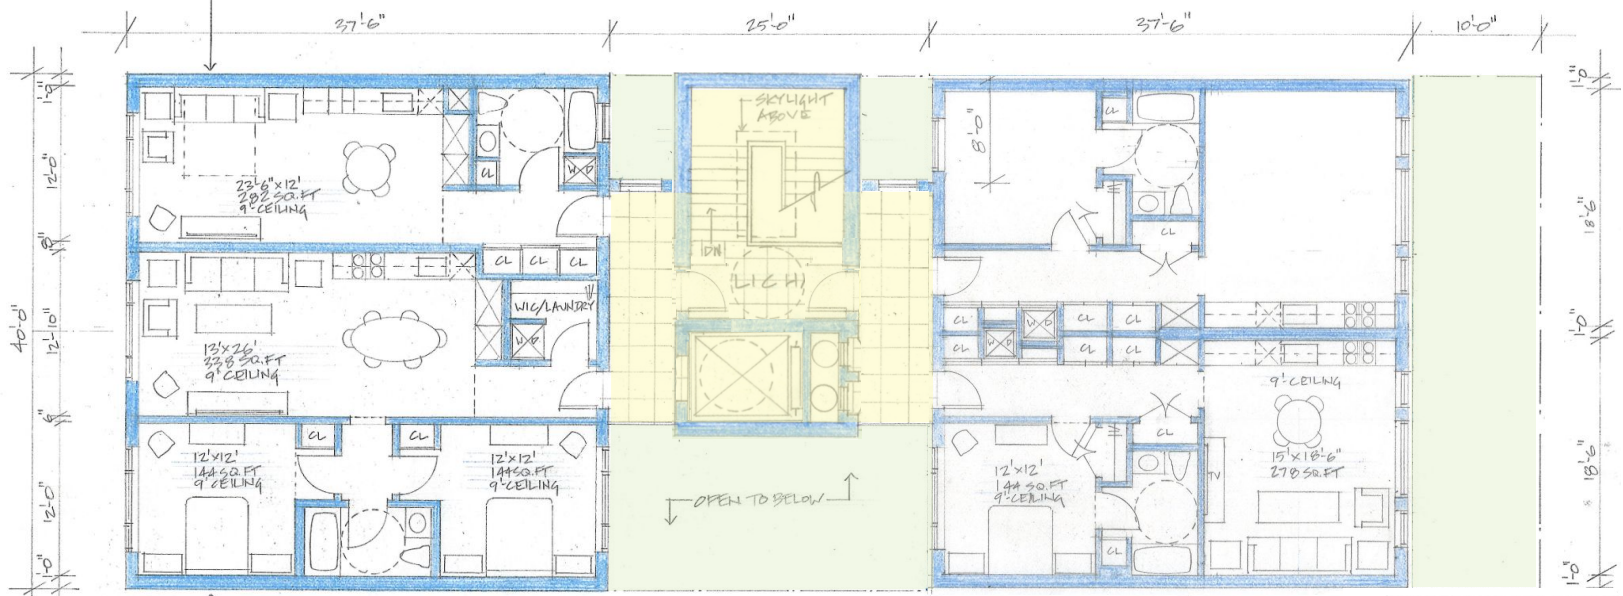 37'-6"
25'-0"
37'-6"
10'-0"
1'-0"
12'-0"
8"
12'-10"
6"
12'-0"
1'-0"
40'-0"
23'-6"x12'
282 SQ.FT
9'-CEILING
CL
W D
CL
CL
CL
13'x26'
338 SQ.FT
9'-CEILING
WIC/LAUNDRY
W D
12'x12'
144 SQ.FT
9'-CEILING
CL
CL
12'x12'
144 SQ.FT
9'-CEILING
SKYLIGHT
ABOVE
DN
OPEN TO BELOW
8'-0"
CL
CL
CL
W D
CL
CL
CL
W D
CL
CL
9'-CEILING
CL
12'x12'
144 SQ.FT
9'-CEILING
CL
TV
15'x18'-6"
278 SQ.FT
1'-0"
18'-6"
1'-0"
18'-6"
1'-0"